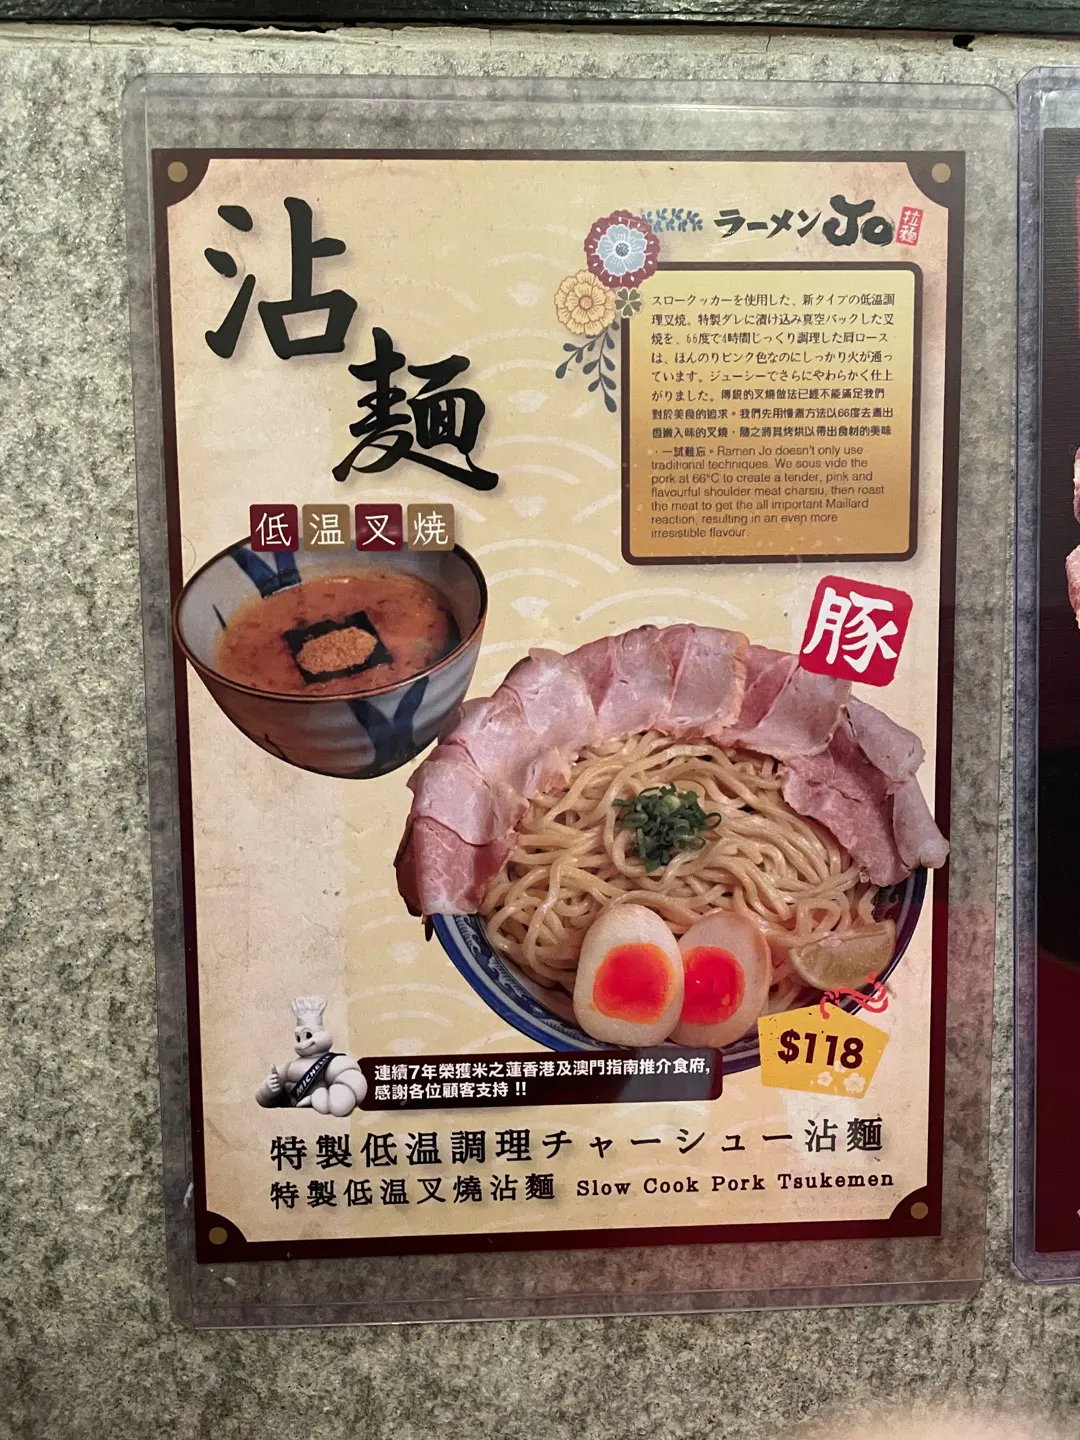 沾麵
ラーメン Jo 拉麵
スロークッカーを使用した、新タイプの低温調
理叉焼。特製ダレに漬け込み真空パックした叉
焼を、66度で4時間じっくり調理した肩ロース
は、ほんのりピンク色なのにしっかり火が通っ
ています。ジューシーでさらにやわらかく仕上
がりました。傳統的叉燒做法已經不能滿足我們
對於美食的追求。我們先用慢煮方法以66度去煮出
香嫩入味的叉燒，隨之將其烤烘以帶出食材的美味
，一試難忘。Ramen Jo doesn't only use
traditional techniques. We sous vide the
pork at 66°C to create a tender, pink and
flavourful shoulder meat charsiu, then roast
the meat to get the all important Maillard
reaction, resulting in an even more
irresistible flavour.
低温叉焼
豚
$118
MICHELIN
連續7年榮獲米之蓮香港及澳門指南推介食府,
感謝各位顧客支持 !!
特製低温調理チャーシュー沾麵
特製低温叉燒沾麵 Slow Cook Pork Tsukemen